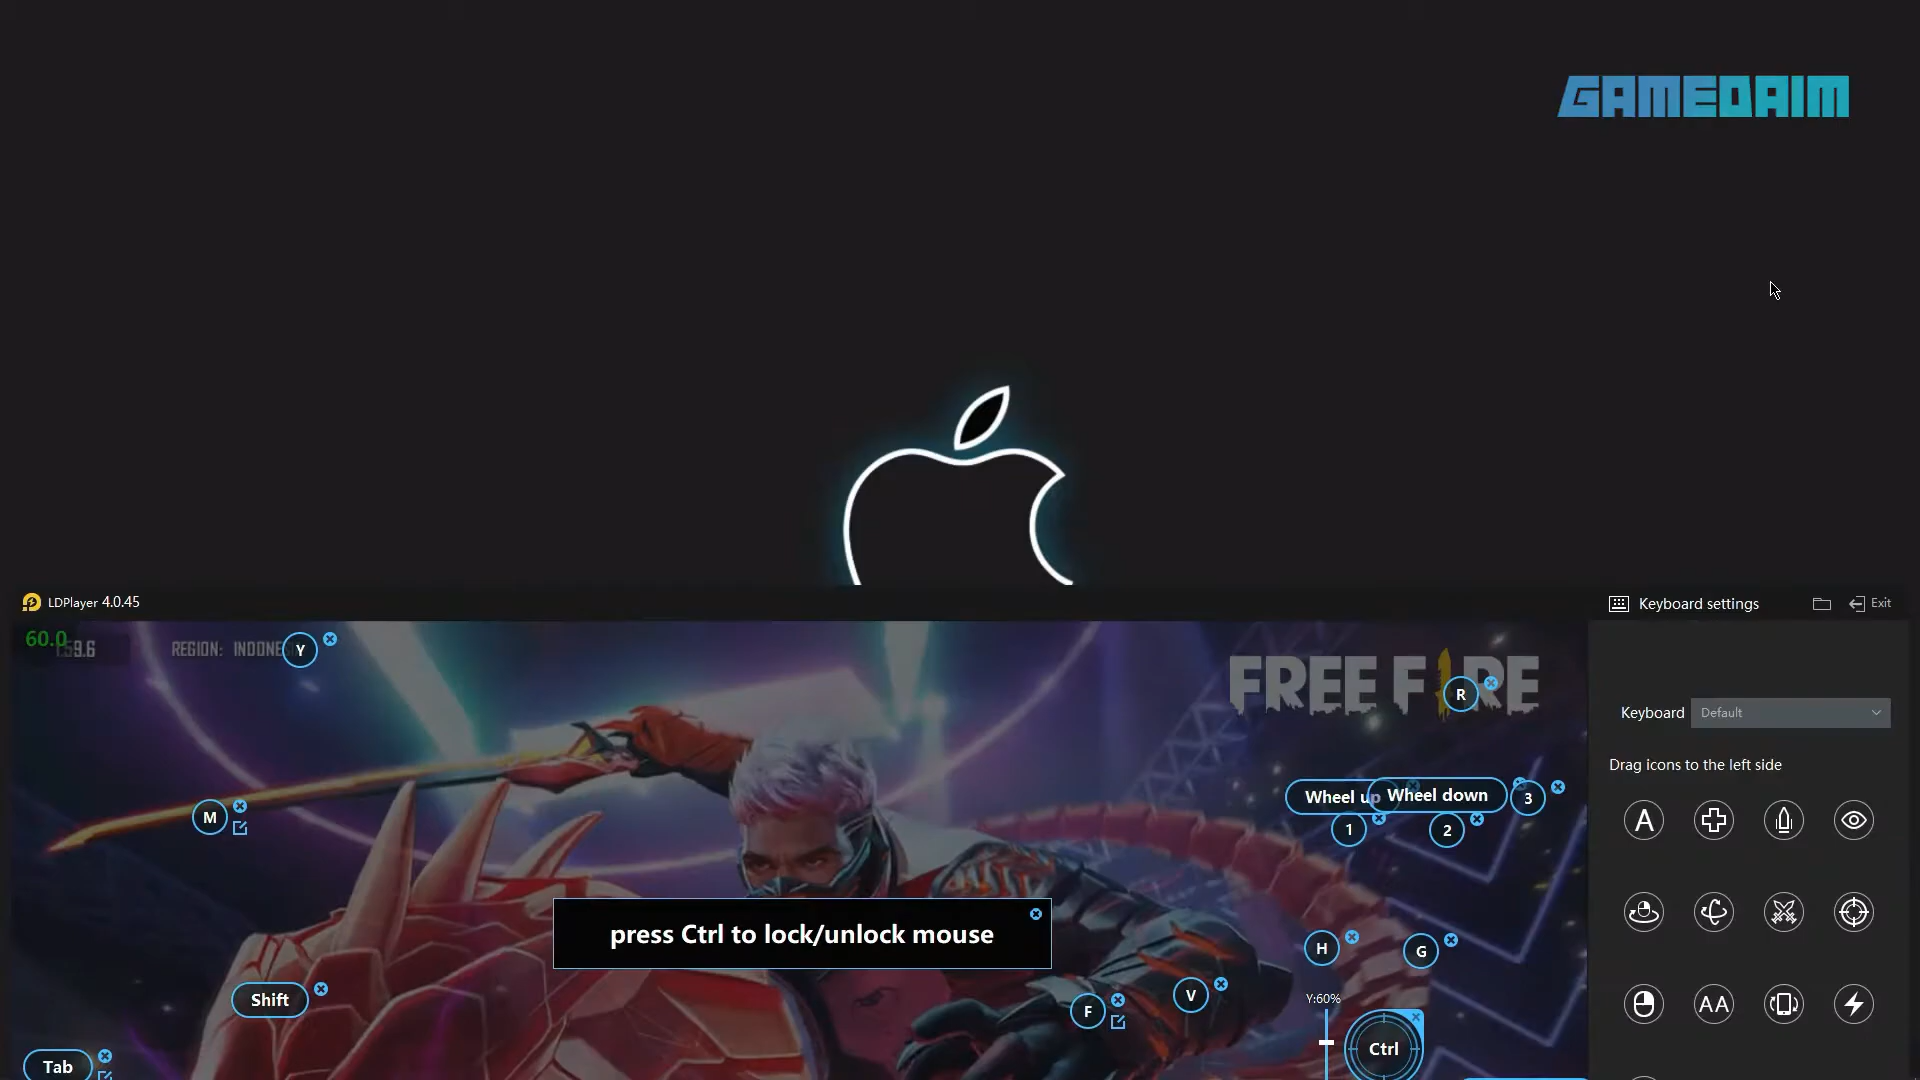 GAMEDAIM
LDPlayer 4.0.45
Keyboard settings
Exit
60.0
REGION: INDONE
Y
FREE FIRE
R
Keyboard
Default
Drag icons to the left side
Wheel up
Wheel down
3
M
1
2
A
press Ctrl to lock/unlock mouse
H
G
Shift
F
V
Y:60%
Ctrl
AA
Tab